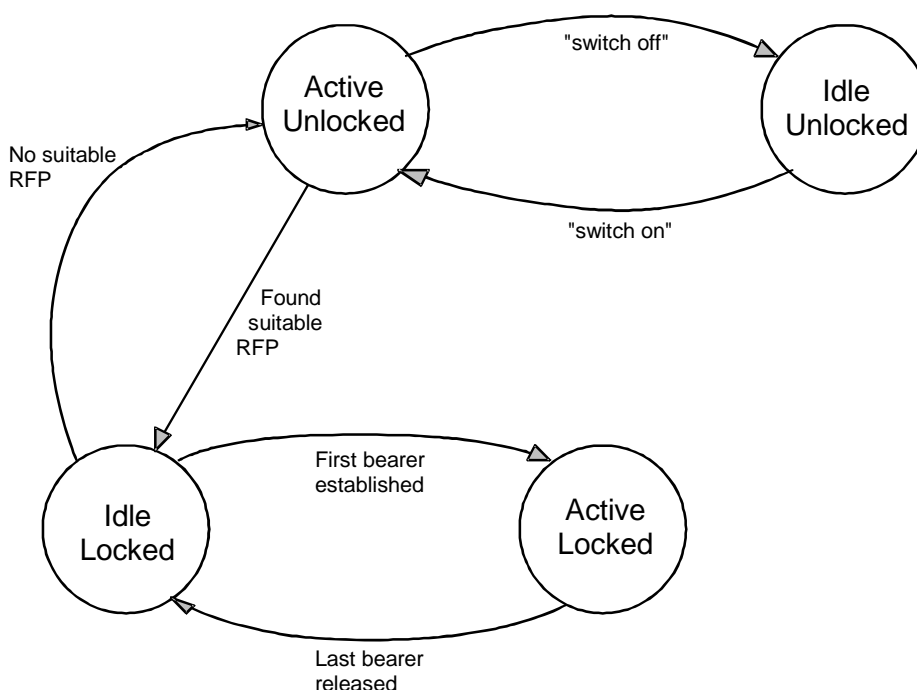 "switch off"
Active
Unlocked
Idle
Unlocked
No suitable
RFP
"switch on"
Found
suitable
RFP
First bearer
established
Idle
Locked
Active
Locked
Last bearer
released